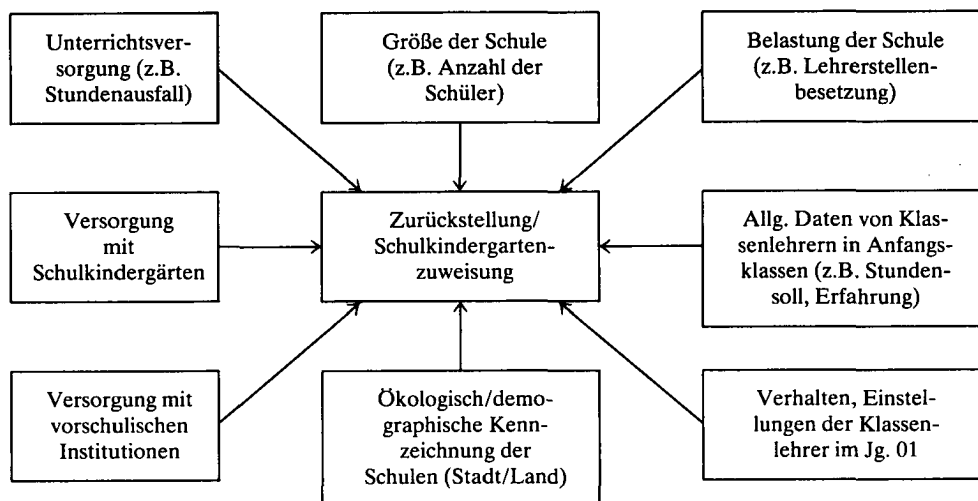 Unterrichtsver-
sorgung (z.B.
Stundenausfall)
Größe der Schule
(z.B. Anzahl der
Schüler)
Belastung der Schule
(z.B. Lehrerstellen-
besetzung)
Versorgung
mit
Schulkindergärten
Zurückstellung/
Schulkindergarten-
zuweisung
Allg. Daten von Klas-
senlehrern in Anfangs-
klassen (z.B. Stunden-
soll, Erfahrung)
Versorgung mit
vorschulischen
Institutionen
Ökologisch/demo-
graphische Kenn-
zeichnung der
Schulen (Stadt/Land)
Verhalten, Einstel-
lungen der Klassen-
lehrer im Jg. 01